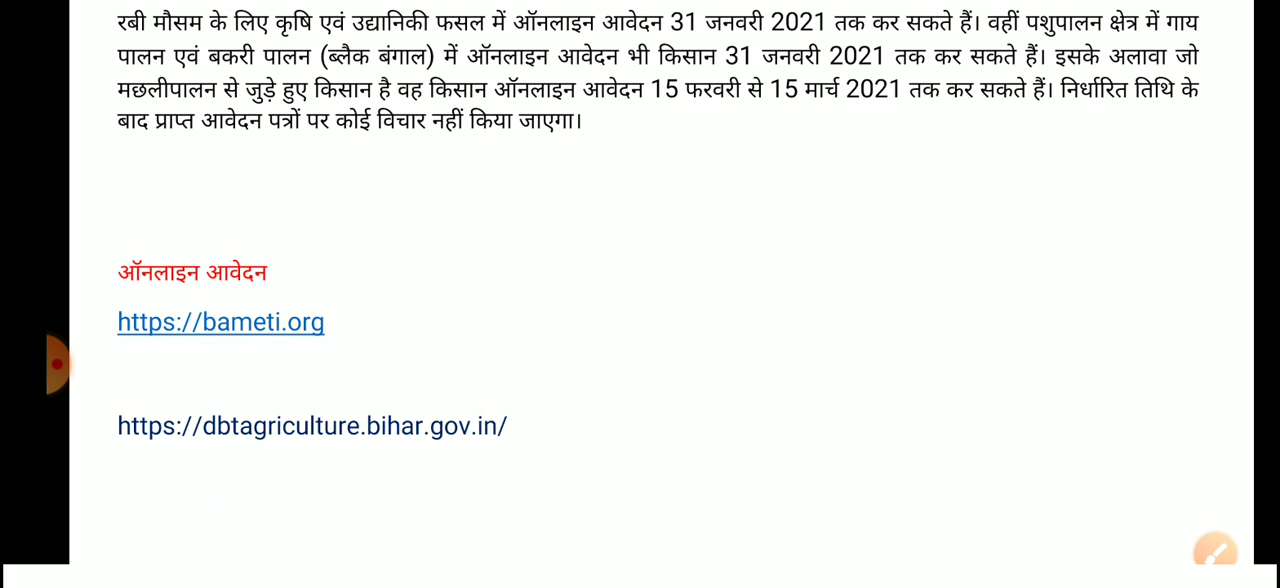 रबी मौसम के लिए कृषि एवं उद्यानिकी फसल में ऑनलाइन आवेदन 31 जनवरी 2021 तक कर सकते हैं। वहीं पशुपालन क्षेत्र में गाय
पालन एवं बकरी पालन (ब्लैक बंगाल) में ऑनलाइन आवेदन भी किसान 31 जनवरी 2021 तक कर सकते हैं। इसके अलावा जो
मछलीपालन से जुड़े हुए किसान है वह किसान ऑनलाइन आवेदन 15 फरवरी से 15 मार्च 2021 तक कर सकते हैं। निर्धारित तिथि के
बाद प्राप्त आवेदन पत्रों पर कोई विचार नहीं किया जाएगा।
ऑनलाइन आवेदन
https://bameti.org
https://dbtagriculture.bihar.gov.in/